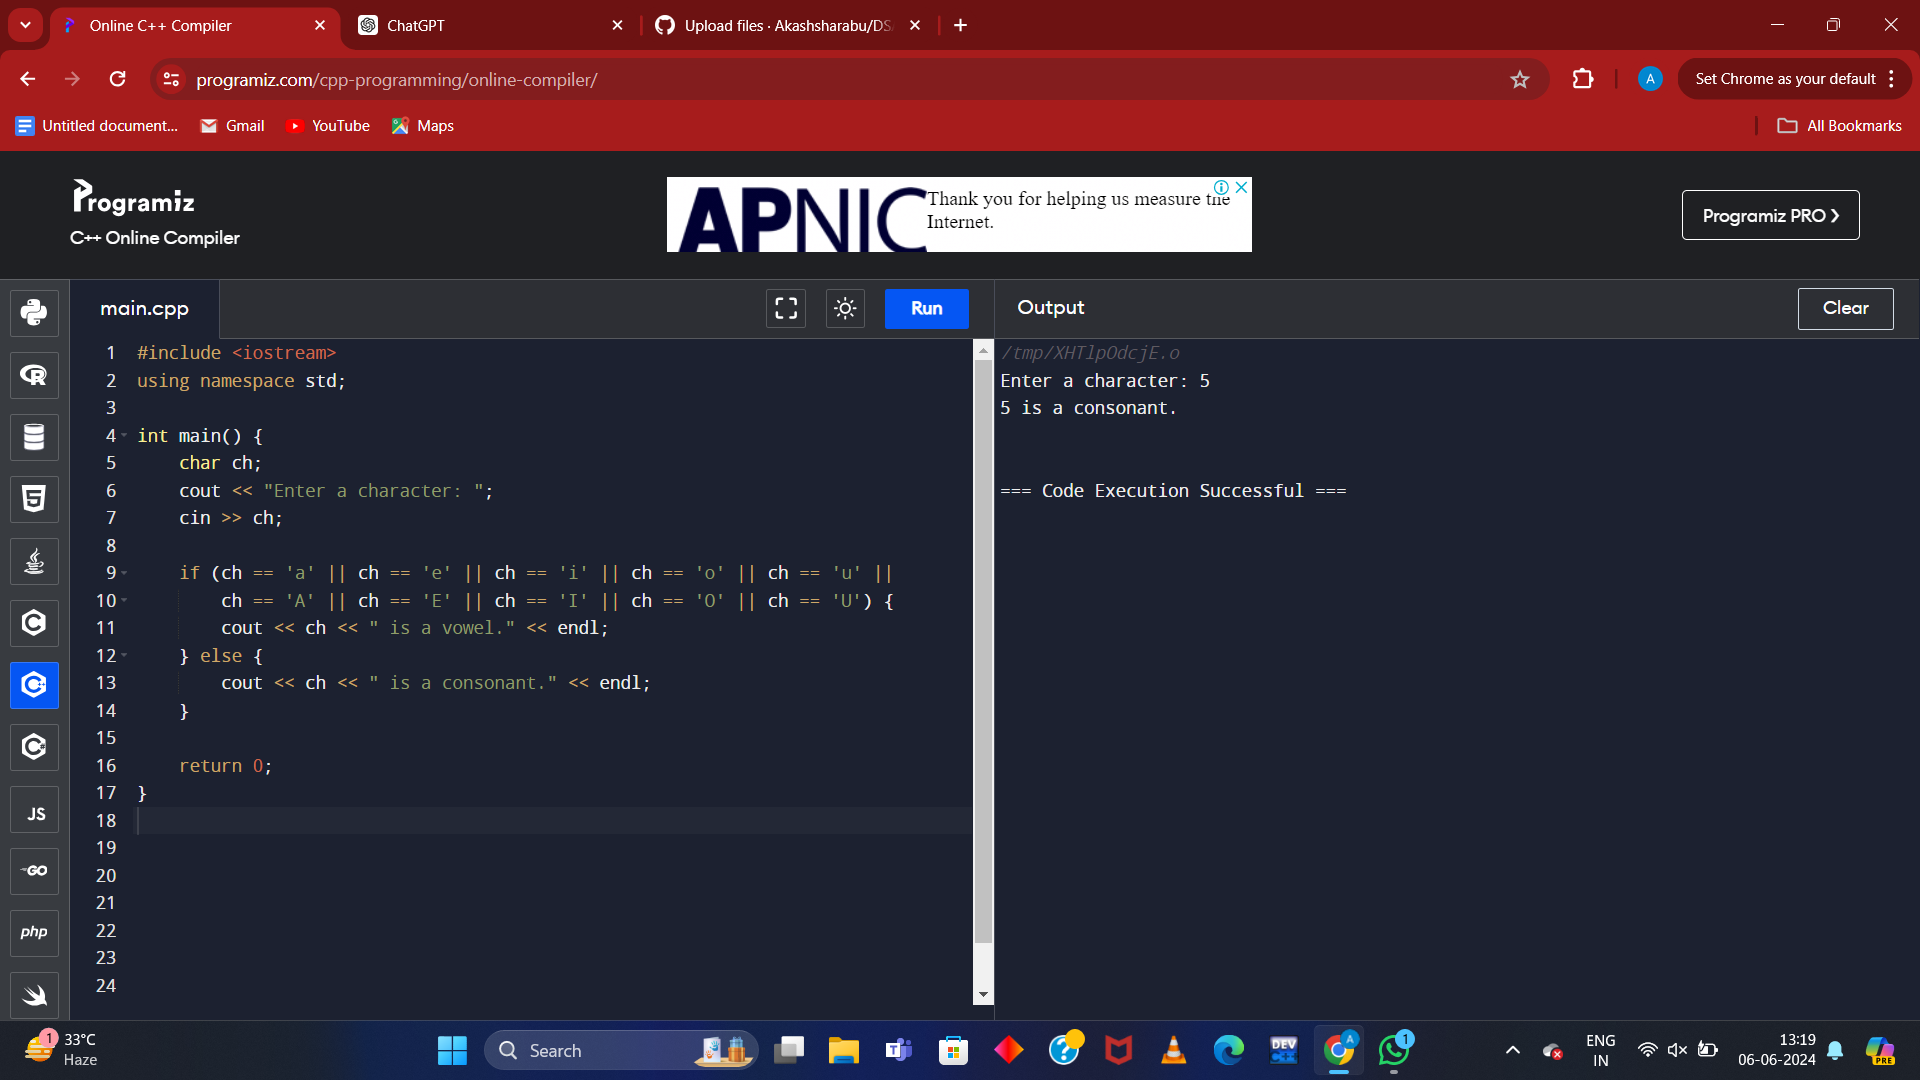 Online C++ Compiler
ChatGPT
Upload files · Akashsharabu/DS
programiz.com/cpp-programming/online-compiler/
A
Set Chrome as your default
Untitled document...
Gmail
YouTube
Maps
All Bookmarks
Programiz
C++ Online Compiler
APNIC
Thank you for helping us measure the
Internet.
Programiz PRO
main.cpp
Run
Output
Clear
1 #include <iostream>
2 using namespace std;
3
4 int main() {
5 char ch;
6 cout << "Enter a character: ";
7 cin >> ch;
8
9 if (ch == 'a' || ch == 'e' || ch == 'i' || ch == 'o' || ch == 'u' ||
10 ch == 'A' || ch == 'E' || ch == 'I' || ch == 'O' || ch == 'U') {
11 cout << ch << " is a vowel." << endl;
12 } else {
13 cout << ch << " is a consonant." << endl;
14 }
15
16 return 0;
17 }
18
19
20
21
22
23
24
/tmp/XHTlpOdcjE.o
Enter a character: 5
5 is a consonant.
=== Code Execution Successful ===
R
5
C
C
C
JS
GO
php
1
33°C
Haze
Search
DEV
A
1
ENG
IN
13:19
06-06-2024
PRE